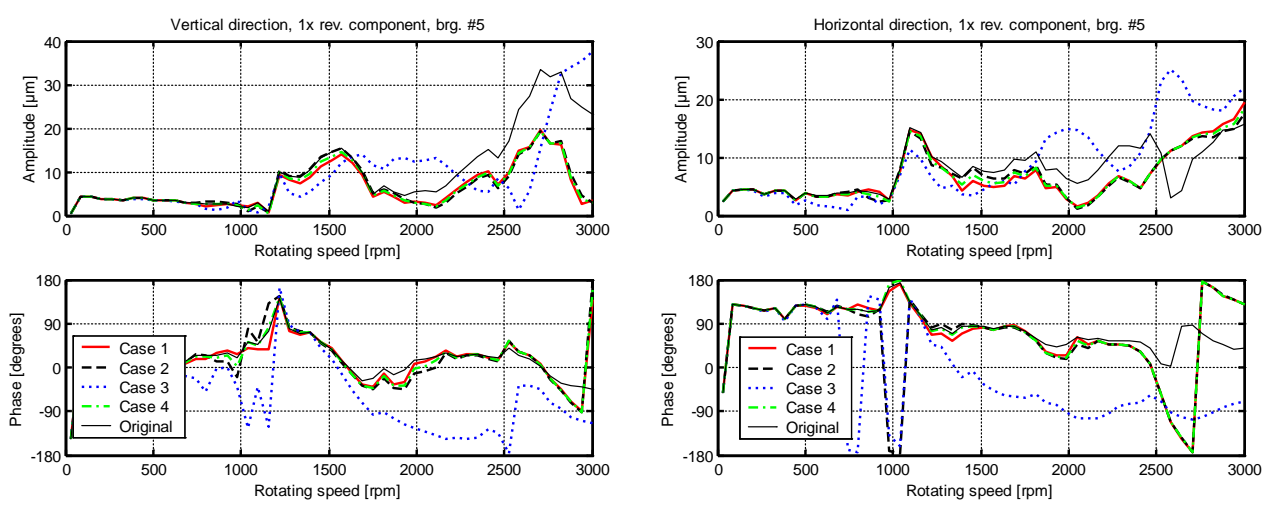 Vertical direction, 1x rev. component, brg. #5
40
30
20
10
0
Amplitude [µm]
0 500 1000 1500 2000 2500 3000
Rotating speed [rpm]
Horizontal direction, 1x rev. component, brg. #5
30
20
10
0
Amplitude [µm]
0 500 1000 1500 2000 2500 3000
Rotating speed [rpm]
180
90
0
-90
-180
Phase [degrees]
Case 1
Case 2
Case 3
Case 4
Original
0 500 1000 1500 2000 2500 3000
Rotating speed [rpm]
180
90
0
-90
-180
Phase [degrees]
Case 1
Case 2
Case 3
Case 4
Original
0 500 1000 1500 2000 2500 3000
Rotating speed [rpm]